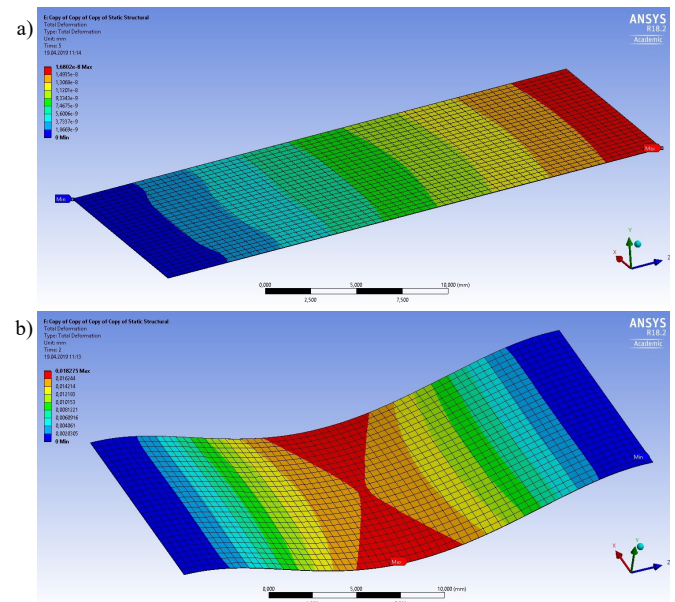 a)
E: Copy of Copy of Copy of Static Structural
Total Deformation
Type: Total Deformation
Unit: mm
Time: 5
19.04.2019 11:14
1,6802e-8 Max
1,4935e-8
1,3068e-8
1,1201e-8
9,3343e-9
7,4675e-9
5,6006e-9
3,7337e-9
1,8669e-9
0 Min
ANSYS
R18.2
Academic
Min
Max
0,000 5,000 10,000 (mm)
2,500 7,500
X
Y
Z
b)
F: Copy of Copy of Copy of Copy of Static Structural
Total Deformation
Type: Total Deformation
Unit: mm
Time: 2
19.04.2019 11:13
0,018275 Max
0,016244
0,014214
0,012183
0,010153
0,0081221
0,0060916
0,004061
0,0020305
0 Min
ANSYS
R18.2
Academic
Min
Max
0,000 5,000 10,000 (mm)
X
Y
Z